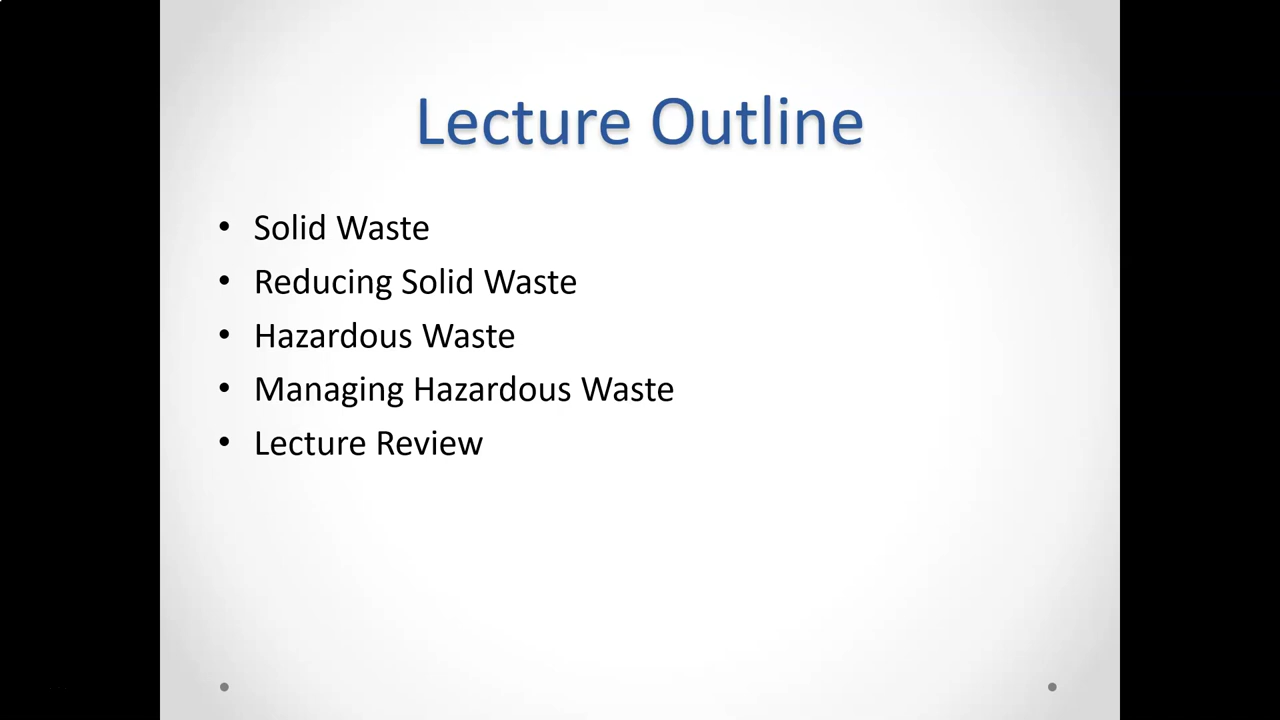 Lecture Outline
• Solid Waste
• Reducing Solid Waste
• Hazardous Waste
• Managing Hazardous Waste
• Lecture Review